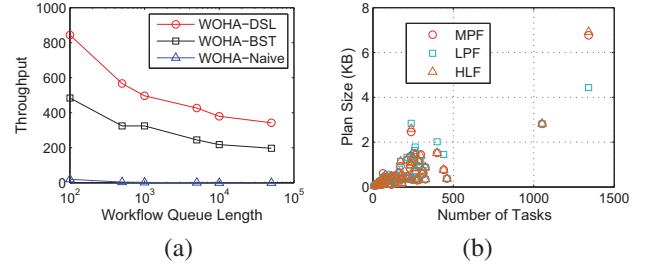 1000
800
600
400
200
0
Throughput
10^2
10^3
10^4
10^5
Workflow Queue Length
WOHA-DSL
WOHA-BST
WOHA-Naive
(a)
8
6
4
2
0
Plan Size (KB)
0
500
1000
1500
Number of Tasks
MPF
LPF
HLF
(b)